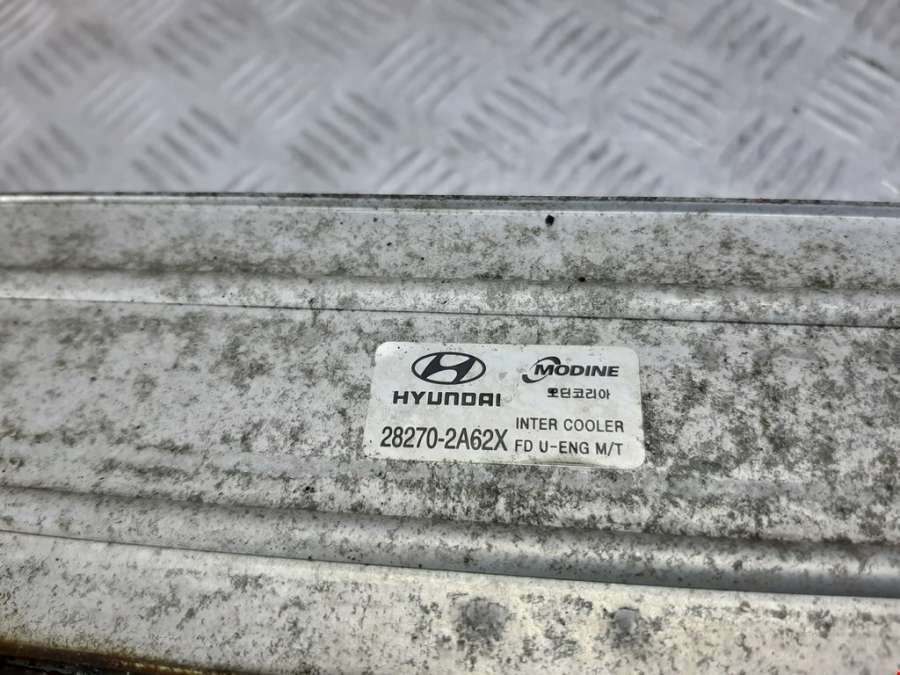 HYUNDAI
MODINE
모딘코리아
28270-2A62X
INTER COOLER
FD U-ENG M/T